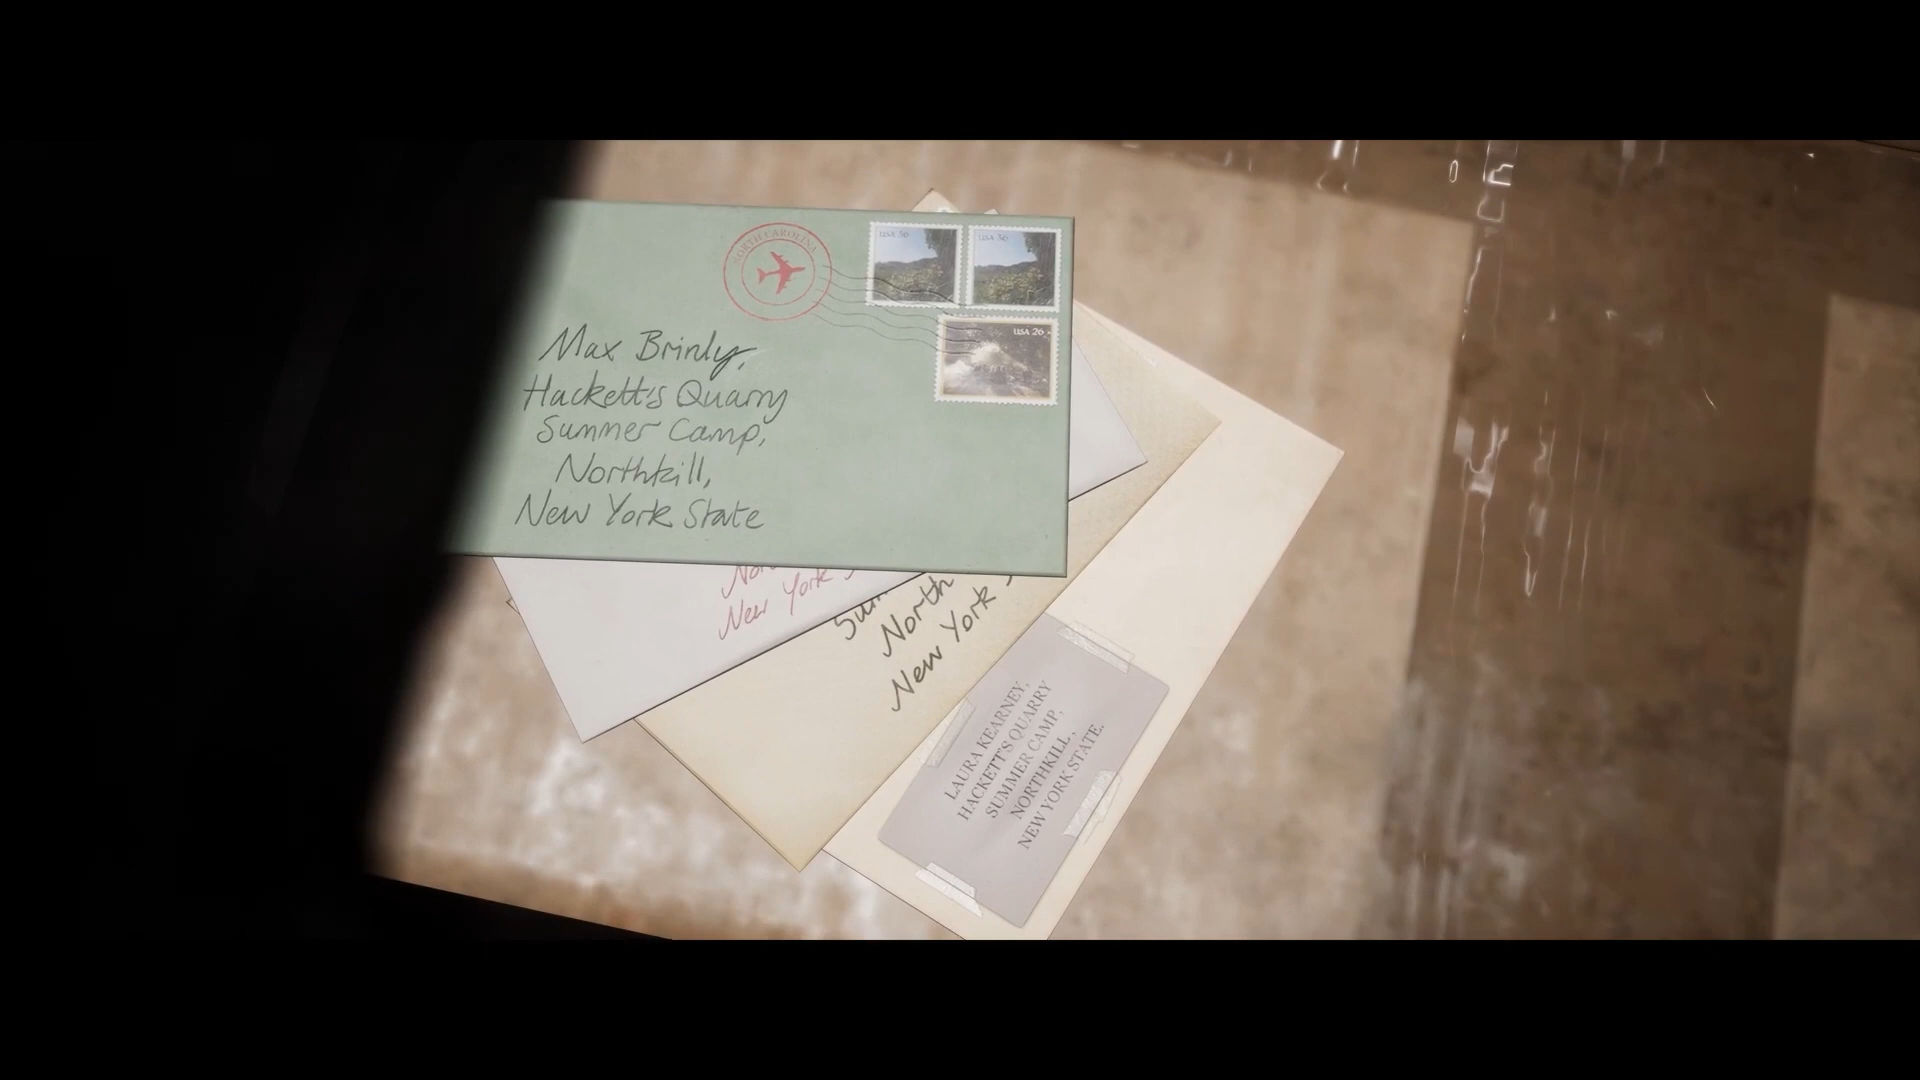 NORTH CAROLINA
USA 36
USA 36
USA 26
Max Brinly,
Hackett's Quarry
Summer Camp,
Northkill,
New York State
New York
North
New York
LAURA KEARNEY,
HACKETT'S QUARRY
SUMMER CAMP,
NORTHKILL,
NEW YORK STATE.